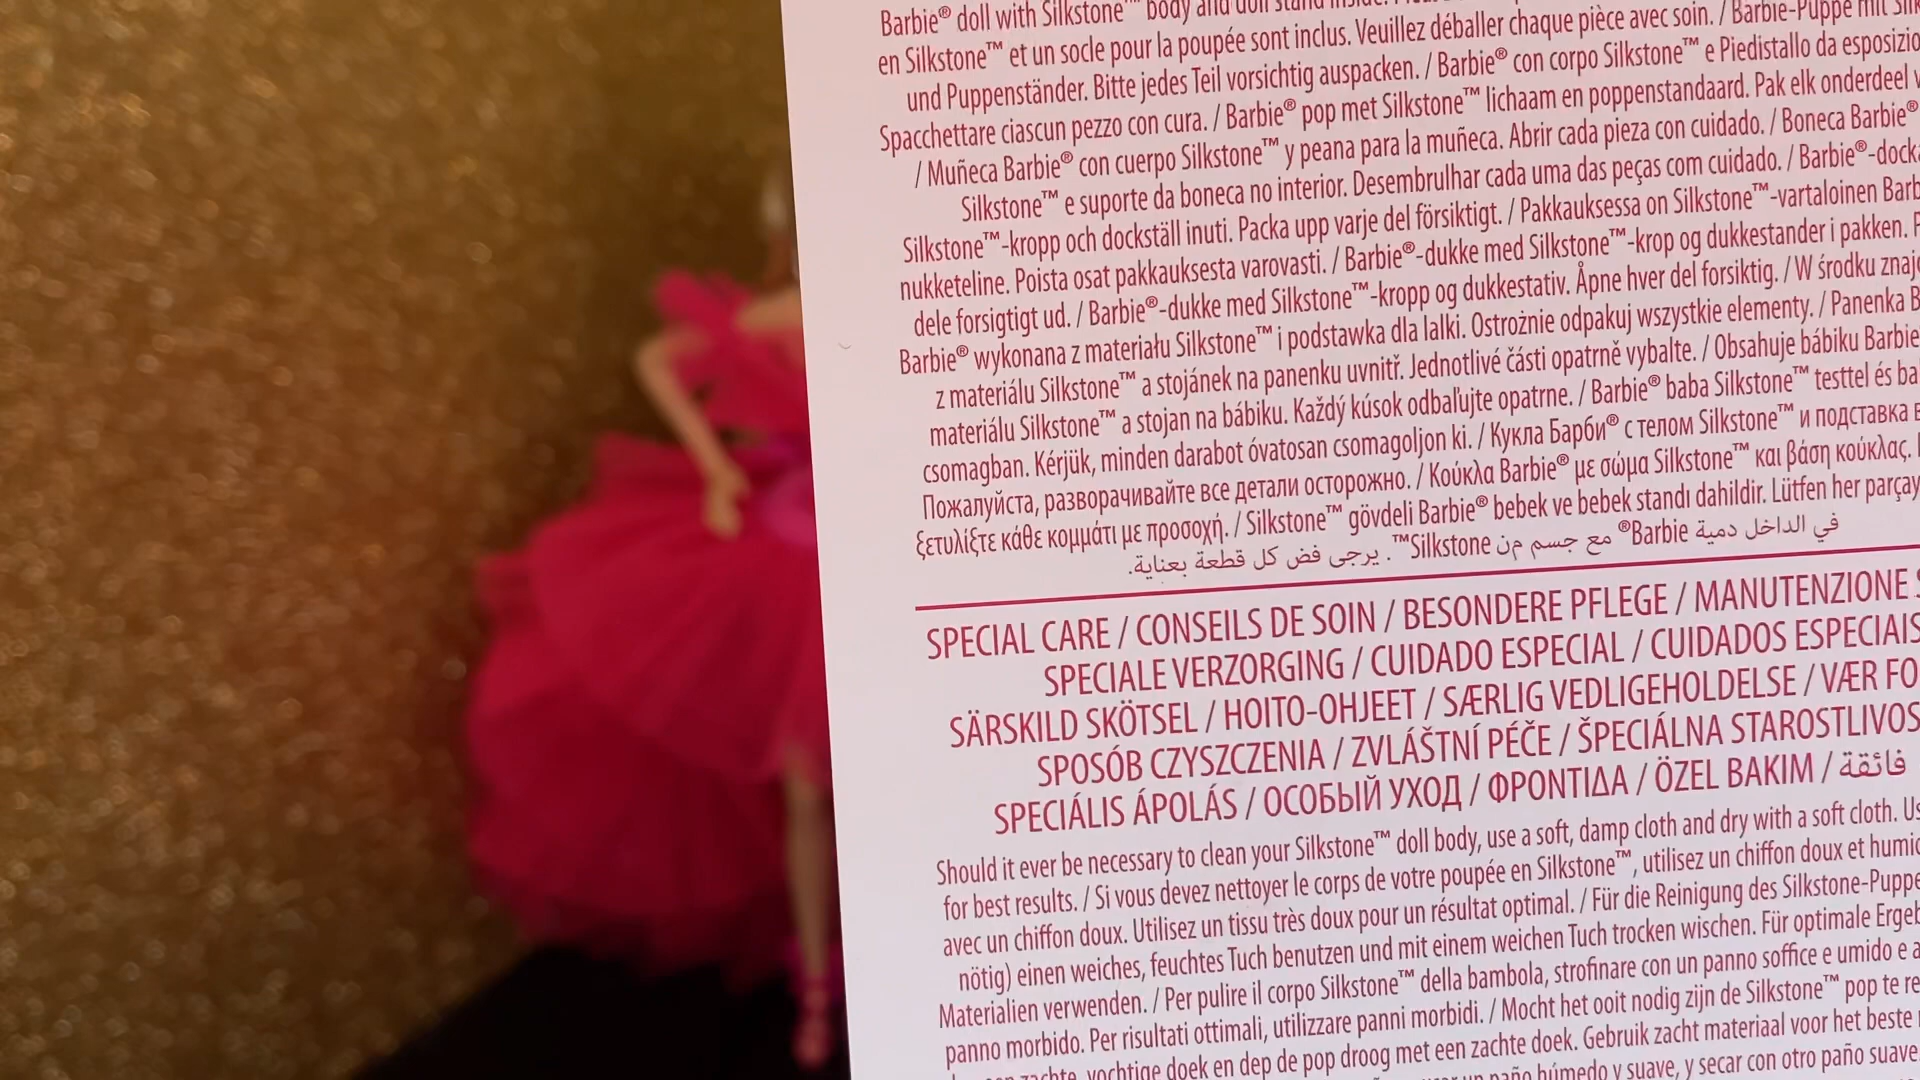 Barbie® doll with Silkstone™ body and doll stand inside.
en Silkstone™ et un socle pour la poupée sont inclus. Veuillez déballer chaque pièce avec soin. / Barbie-Puppe mit
und Puppenständer. Bitte jedes Teil vorsichtig auspacken. / Barbie® con corpo Silkstone™ e Piedistallo da
Spacchettare ciascun pezzo con cura. / Barbie® pop met Silkstone™ lichaam en poppenstandaard. Pak elk onderdeel
/ Muñeca Barbie® con cuerpo Silkstone™ y peana para la muñeca. Abrir cada pieza con cuidado. / Boneca Barbie®
Silkstone™ e suporte da boneca no interior. Desembrulhar cada uma das peças com cuidado. / Barbie®-docka
Silkstone™-kropp och dockställ inuti. Packa upp varje del försiktigt. / Pakkauksessa on Silkstone™-vartaloinen
nukketeline. Poista osat pakkauksesta varovasti. / Barbie®-dukke med Silkstone™-krop og dukkestander i pakken.
dele forsigtigt ud. / Barbie®-dukke med Silkstone™-kropp og dukkestativ. Åpne hver del forsiktig. / W środku
Barbie® wykonana z materiału Silkstone™ i podstawka dla lalki. Ostrożnie odpakuj wszystkie elementy. / Panenka
z materiálu Silkstone™ a stojánek na panenku uvnitř. Jednotlivé části opatrně vybalte. / Obsahuje bábiku Barbie
materiálu Silkstone™ a stojan na bábiku. Každý kúsok odbaľujte opatrne. / Barbie® baba Silkstone™ testtel és
csomagban. Kérjük, minden darabot óvatosan csomagoljon ki. / Кукла Барби® с телом Silkstone™ и подставка
Пожалуйста, разворачивайте все детали осторожно. / Κούκλα Barbie® με σώμα Silkstone™ και βάση κούκλας.
ξετυλίξτε κάθε κομμάτι με προσοχή. / Silkstone™ gövdeli Barbie® bebek ve bebek standı dahildir. Lütfen her parçayı
في الداخل دمية Barbie® مع جسم من Silkstone™. يرجى فض كل قطعة بعناية.
SPECIAL CARE / CONSEILS DE SOIN / BESONDERE PFLEGE / MANUTENZIONE
SPECIALE VERZORGING / CUIDADO ESPECIAL / CUIDADOS ESPECIAIS
SÄRSKILD SKÖTSEL / HOITO-OHJEET / SÆRLIG VEDLIGEHOLDELSE / VÆR
SPOSÓB CZYSZCZENIA / ZVLÁŠTNÍ PÉČE / ŠPECIÁLNA
SPECIÁLIS ÁPOLÁS / ОСОБЫЙ УХОД / ΦΡΟΝΤΙΔΑ / ÖZEL BAKIM / فائقة
Should it ever be necessary to clean your Silkstone™ doll body, use a soft, damp cloth and dry with a soft cloth.
for best results. / Si vous devez nettoyer le corps de votre poupée en Silkstone™, utilisez un chiffon doux et
avec un chiffon doux. Utilisez un tissu très doux pour un résultat optimal. / Für die Reinigung des Silkstone-Puppe
nötig) einen weiches, feuchtes Tuch benutzen und mit einem weichen Tuch trocken wischen. Für optimale
Materialien verwenden. / Per pulire il corpo Silkstone™ della bambola, strofinare con un panno soffice e umido e
panno morbido. Per risultati ottimali, utilizzare panni morbidi. / Mocht het ooit nodig zijn de Silkstone™ pop te
zachte, vochtige doek en dep de pop droog met een zachte doek. Gebruik zacht materiaal voor het beste
paño húmedo y suave, y secar con otro paño suave